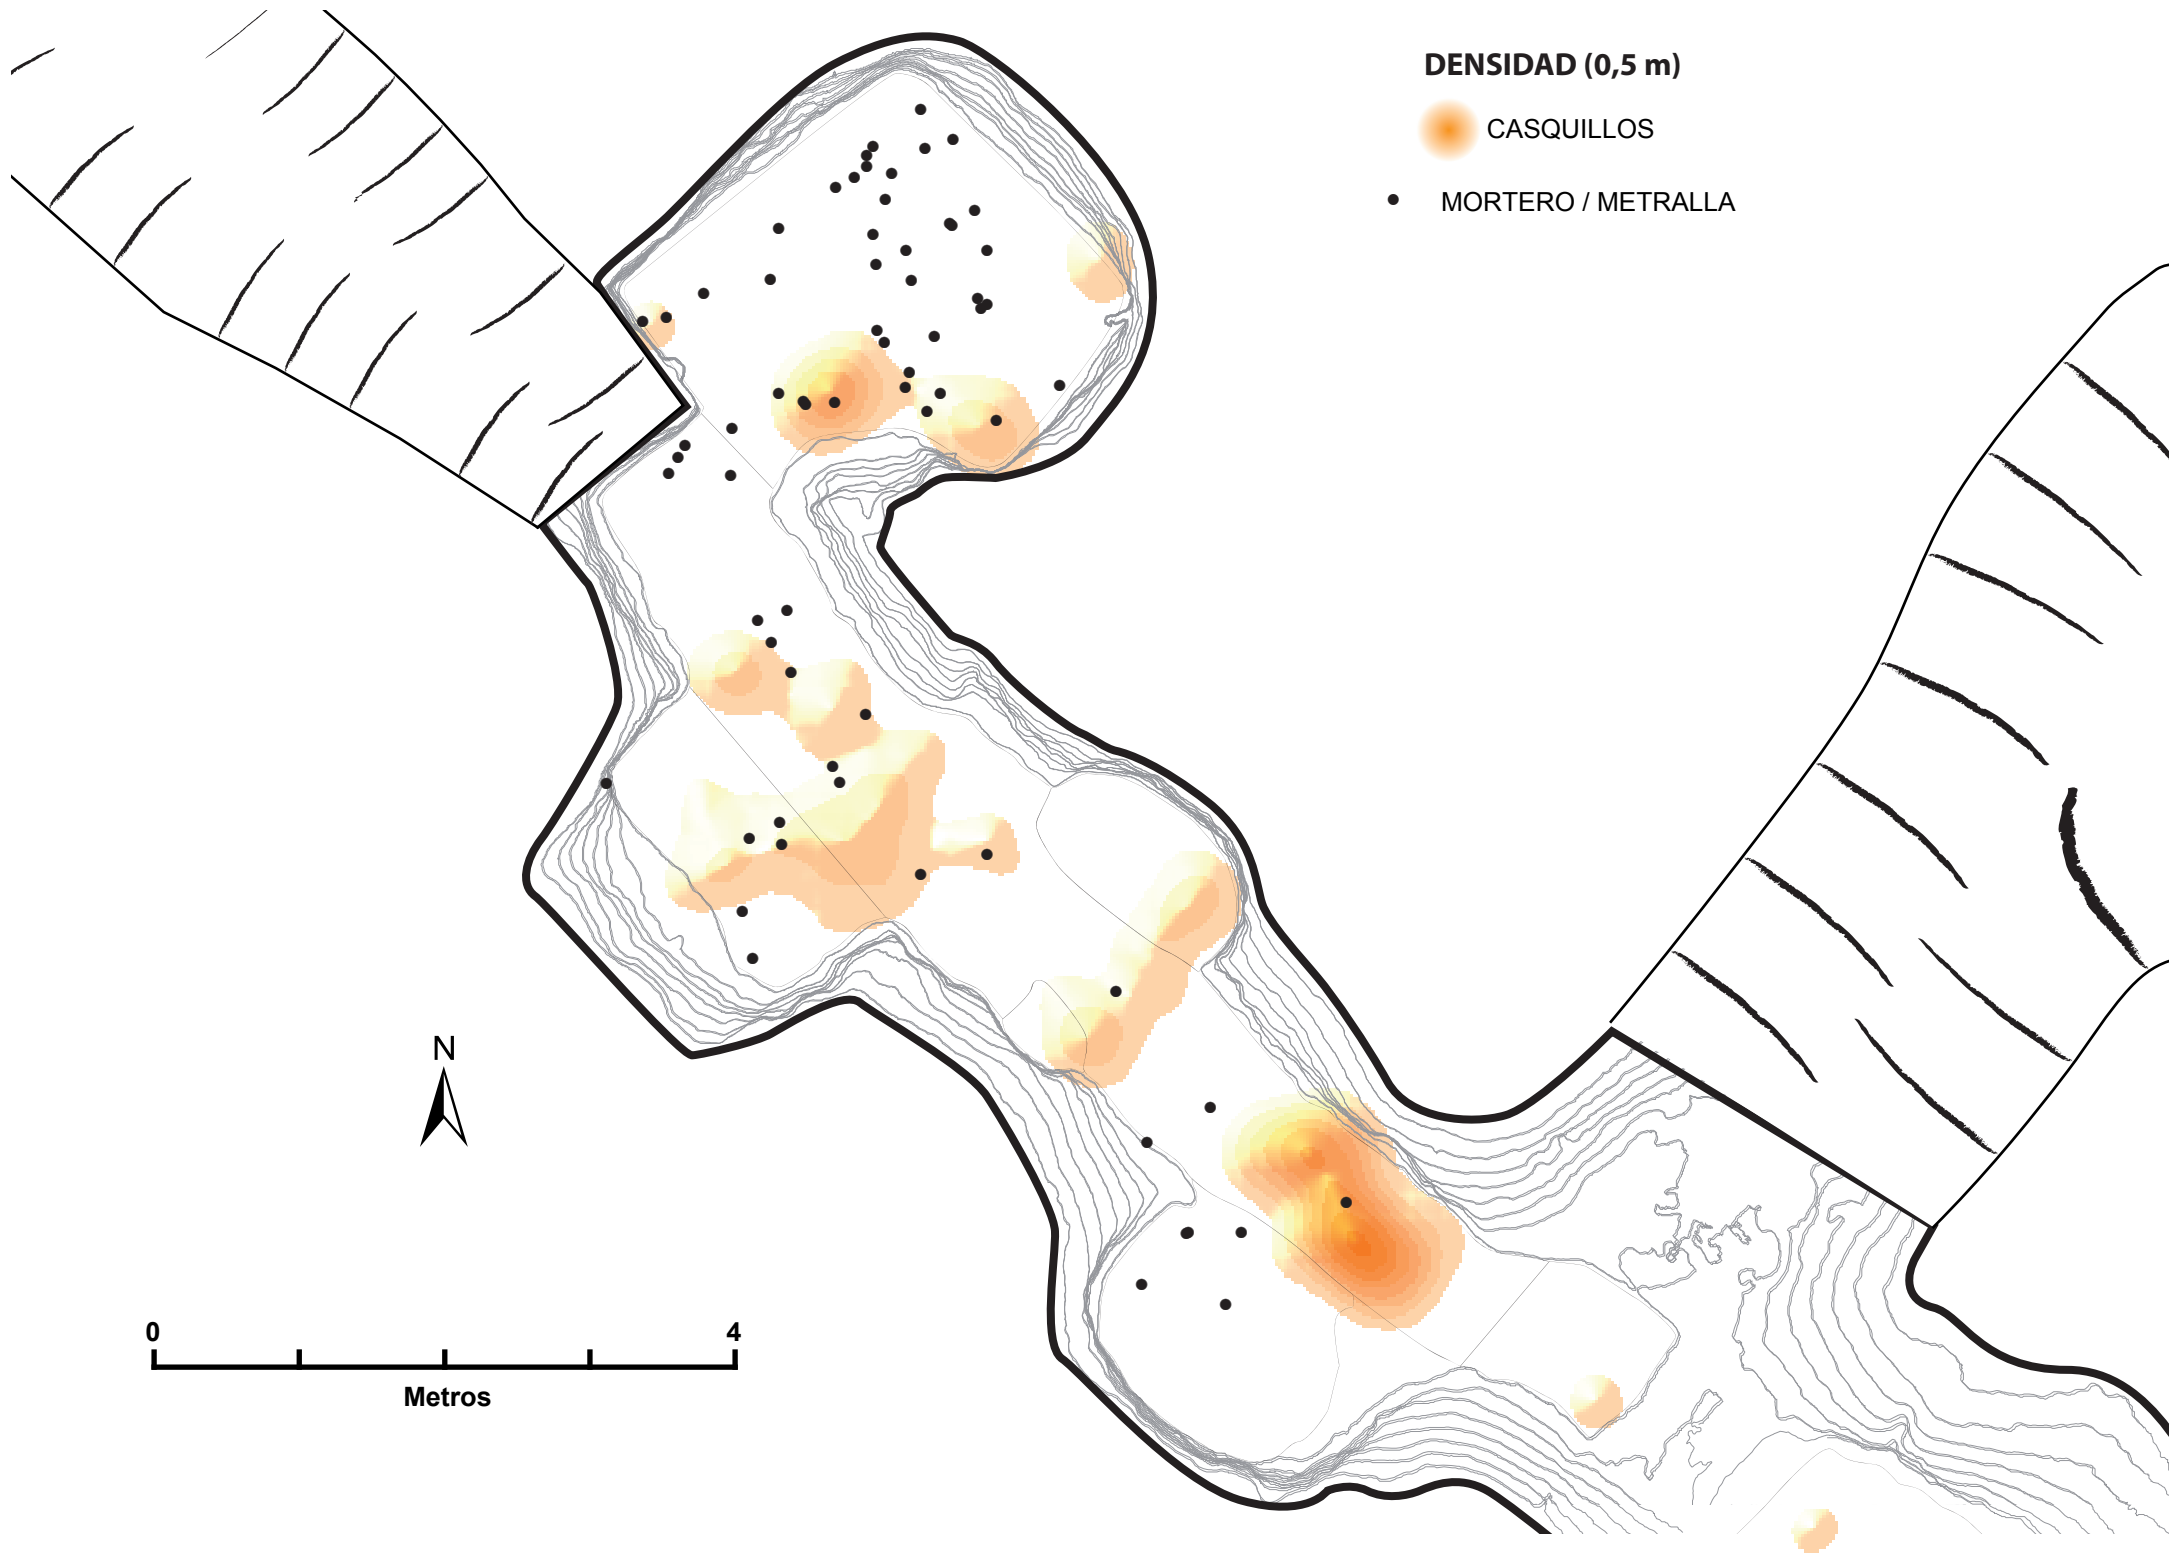 DENSIDAD (0,5 m)
CASQUILLOS
MORTERO / METRALLA
N
0 4
Metros